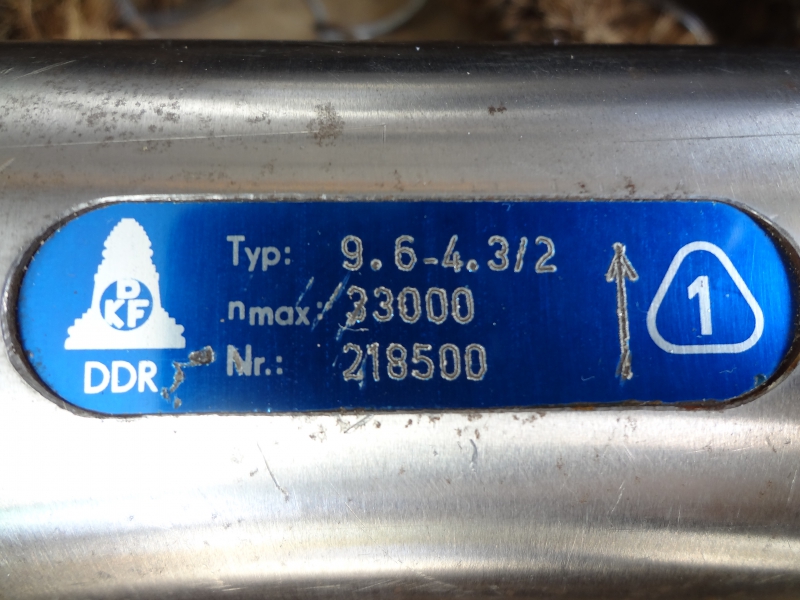 DKF
DDR
Typ: 9.6-4.3/2
nmax: 33000
Nr.: 218500
1